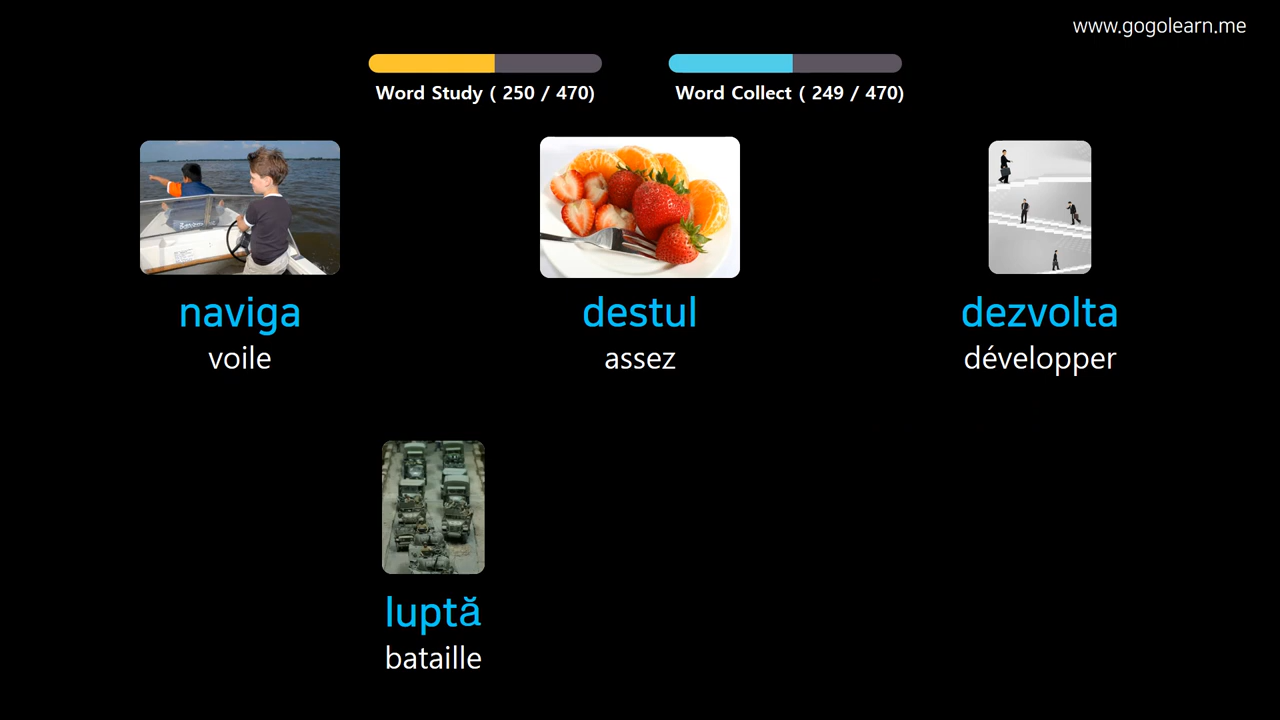 www.gogolearn.me
Word Study ( 250 / 470)
Word Collect ( 249 / 470)
naviga
voile
destul
assez
dezvolta
développer
luptă
bataille